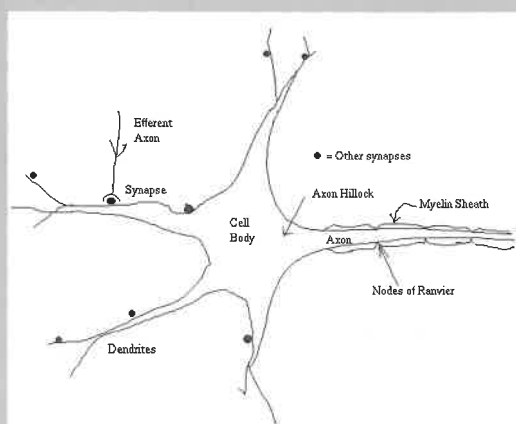 Efferent
Axon
● = Other synapses
Synapse
Axon Hillock
Myelin Sheath
Cell
Body
Axon
Nodes of Ranvier
Dendrites